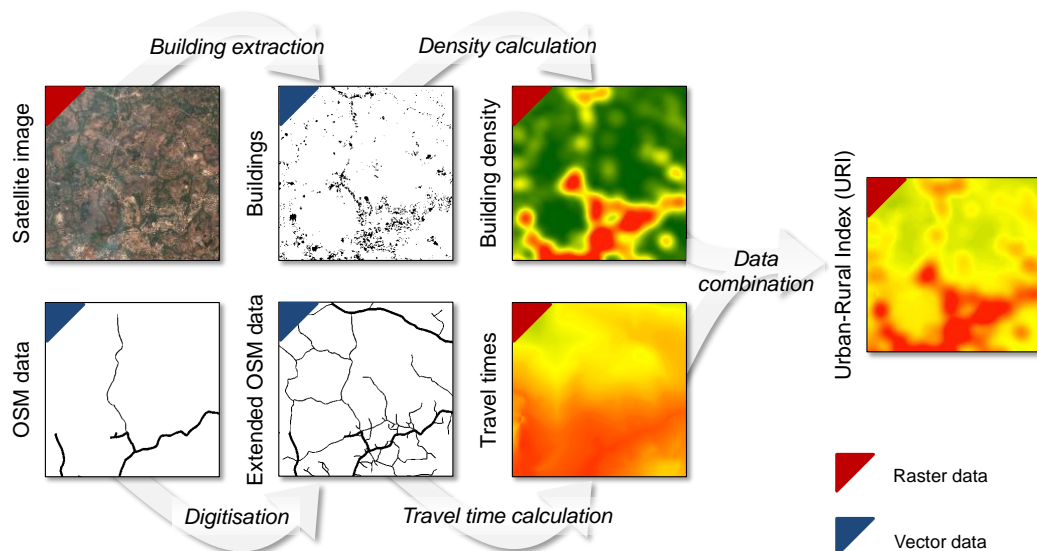 Building extraction
Density calculation
Satellite image
Buildings
Building density
Urban-Rural Index (URI)
Data
combination
OSM data
Extended OSM data
Travel times
Digitisation
Travel time calculation
Raster data
Vector data